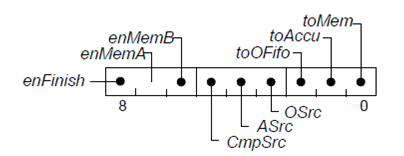 toMem
enMemB toAccu
enMemA toOFifo
enFinish
8 0
OSrc
ASrc
CmpSrc